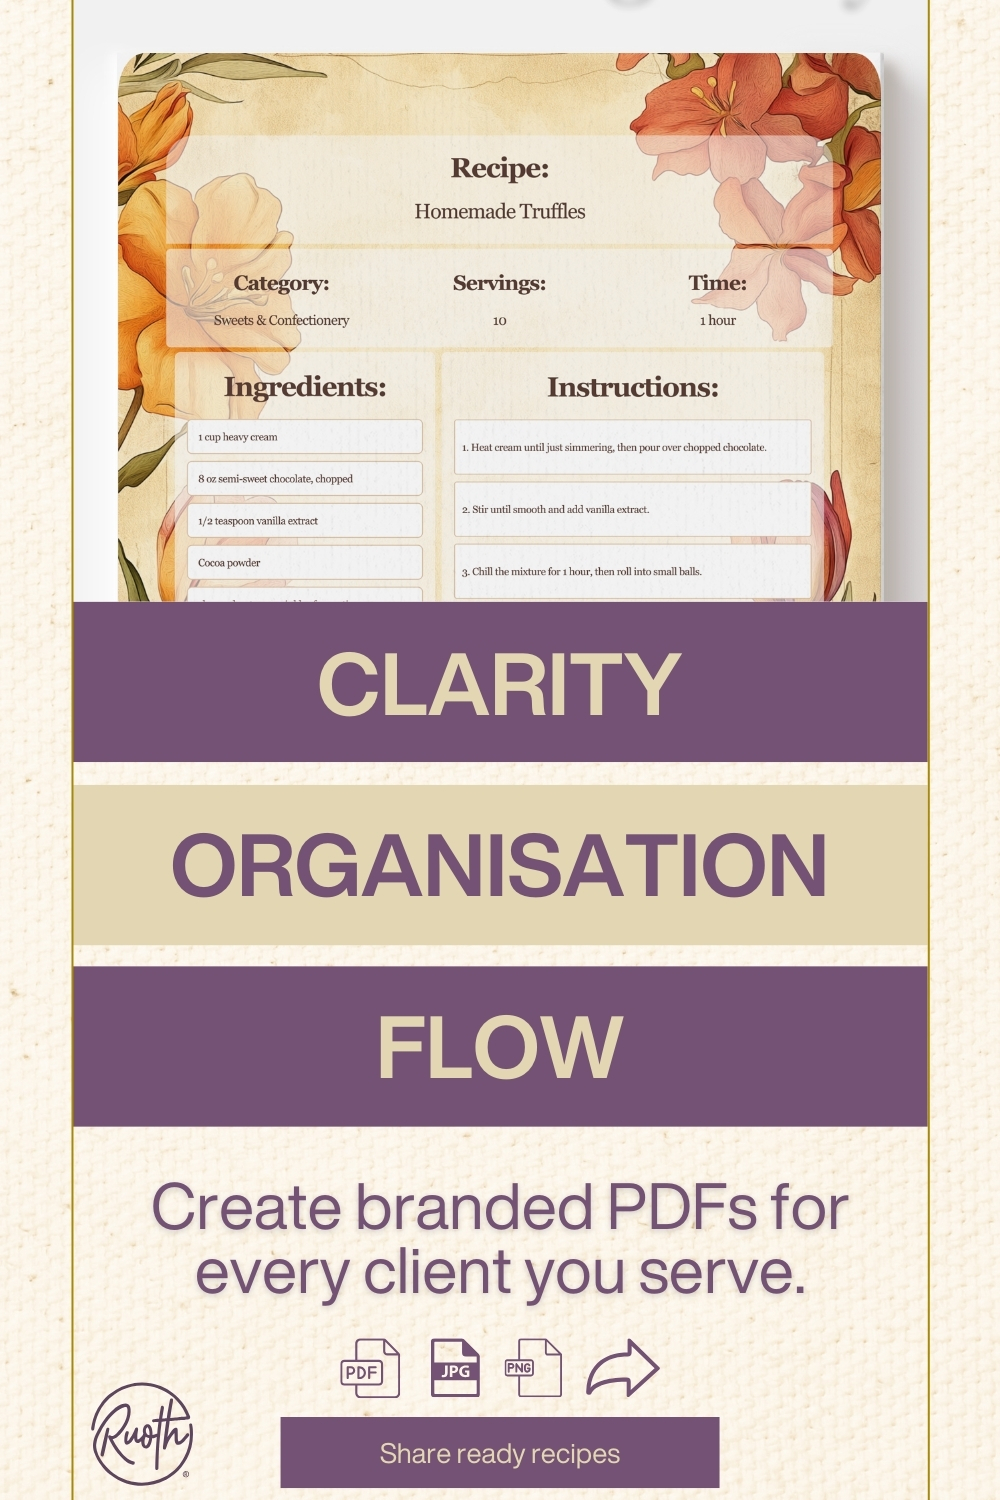 Recipe:
Homemade Truffles
Category:
Servings:
Time:
Sweets & Confectionery
10
1 hour
Ingredients:
Instructions:
1 cup heavy cream
8 oz semi-sweet chocolate, chopped
1/2 teaspoon vanilla extract
Cocoa powder
1. Heat cream until just simmering, then pour over chopped chocolate.
2. Stir until smooth and add vanilla extract.
3. Chill the mixture for 1 hour, then roll into small balls.
CLARITY
ORGANISATION
FLOW
Create branded PDFs for
every client you serve.
PDF
JPG
PNG
Ruoth
®
Share ready recipes